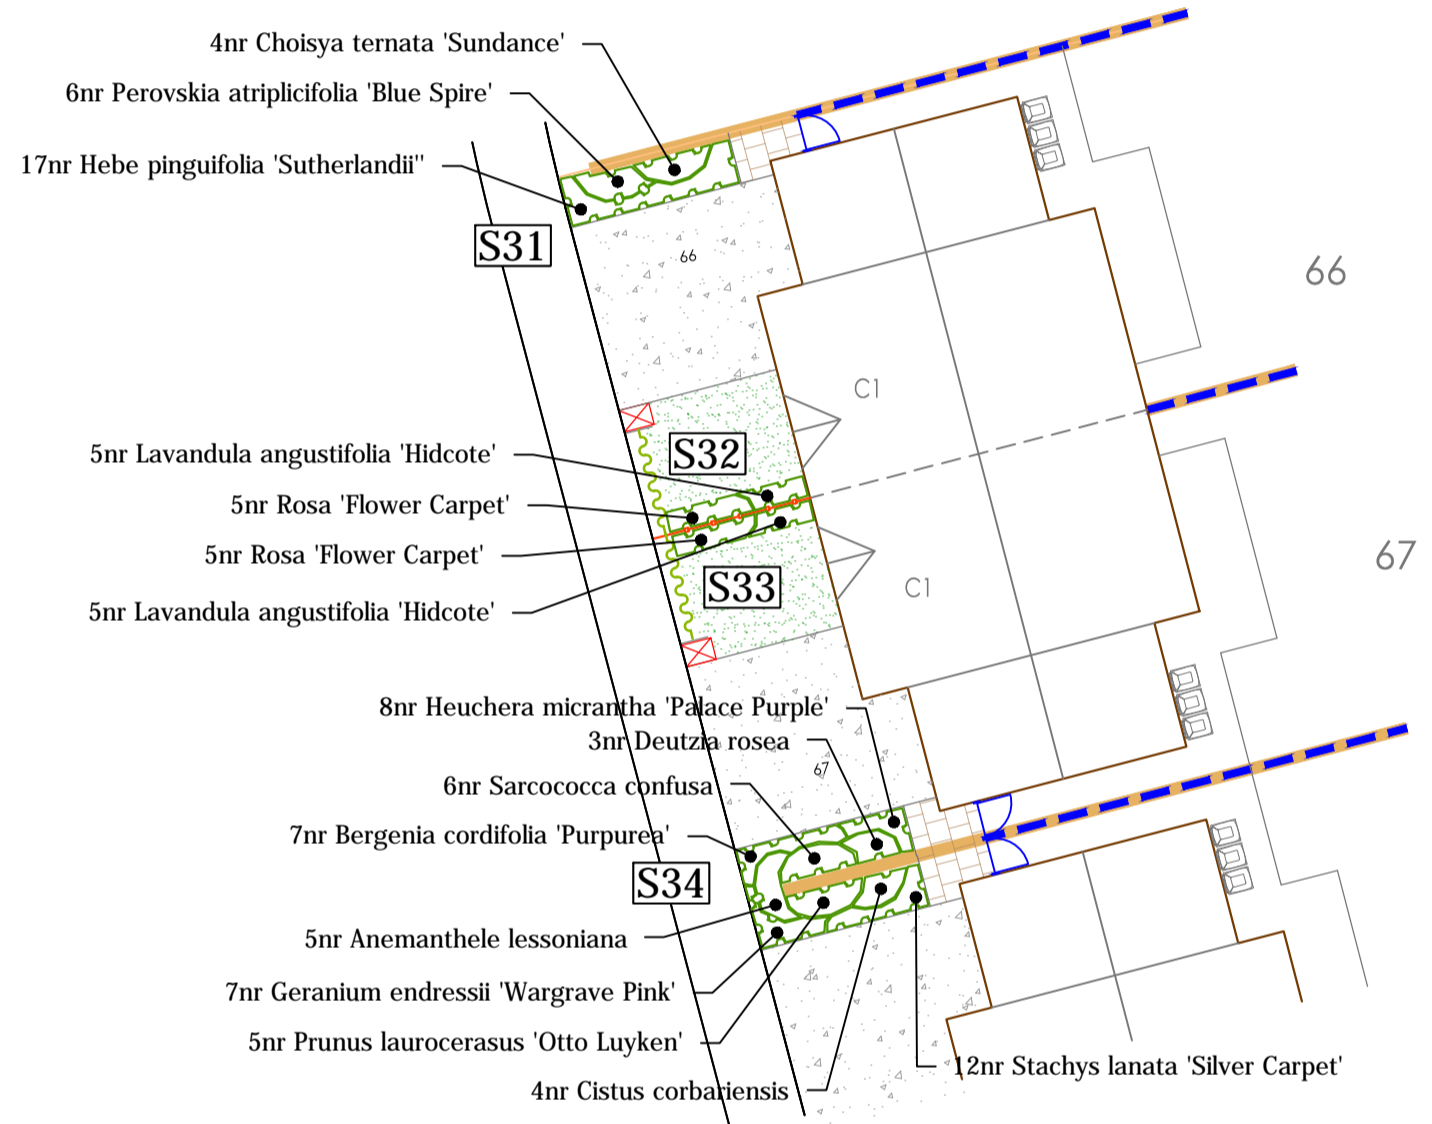 4nr Choisya ternata 'Sundance'
6nr Perovskia atriplicifolia 'Blue Spire'
17nr Hebe pinguifolia 'Sutherlandii''
S31
66
66
C1
S32
5nr Lavandula angustifolia 'Hidcote'
5nr Rosa 'Flower Carpet'
5nr Rosa 'Flower Carpet'
67
S33
C1
5nr Lavandula angustifolia 'Hidcote'
8nr Heuchera micrantha 'Palace Purple'
3nr Deutzia rosea
67
6nr Sarcococca confusa
7nr Bergenia cordifolia 'Purpurea'
S34
5nr Anemanthele lessoniana
7nr Geranium endressii 'Wargrave Pink'
5nr Prunus laurocerasus 'Otto Luyken'
12nr Stachys lanata 'Silver Carpet'
4nr Cistus corbariensis